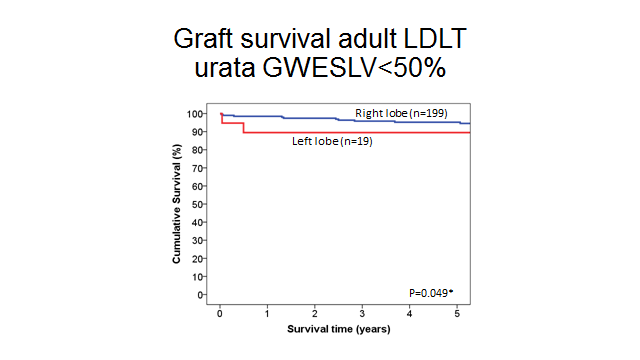 Graft survival adult LDLT
urata GWESLV<50%
Right lobe (n=199)
Left lobe (n=19)
P=0.049*
Cumulative Survival (%)
100
90
80
70
60
50
40
30
20
10
0
0 1 2 3 4 5
Survival time (years)